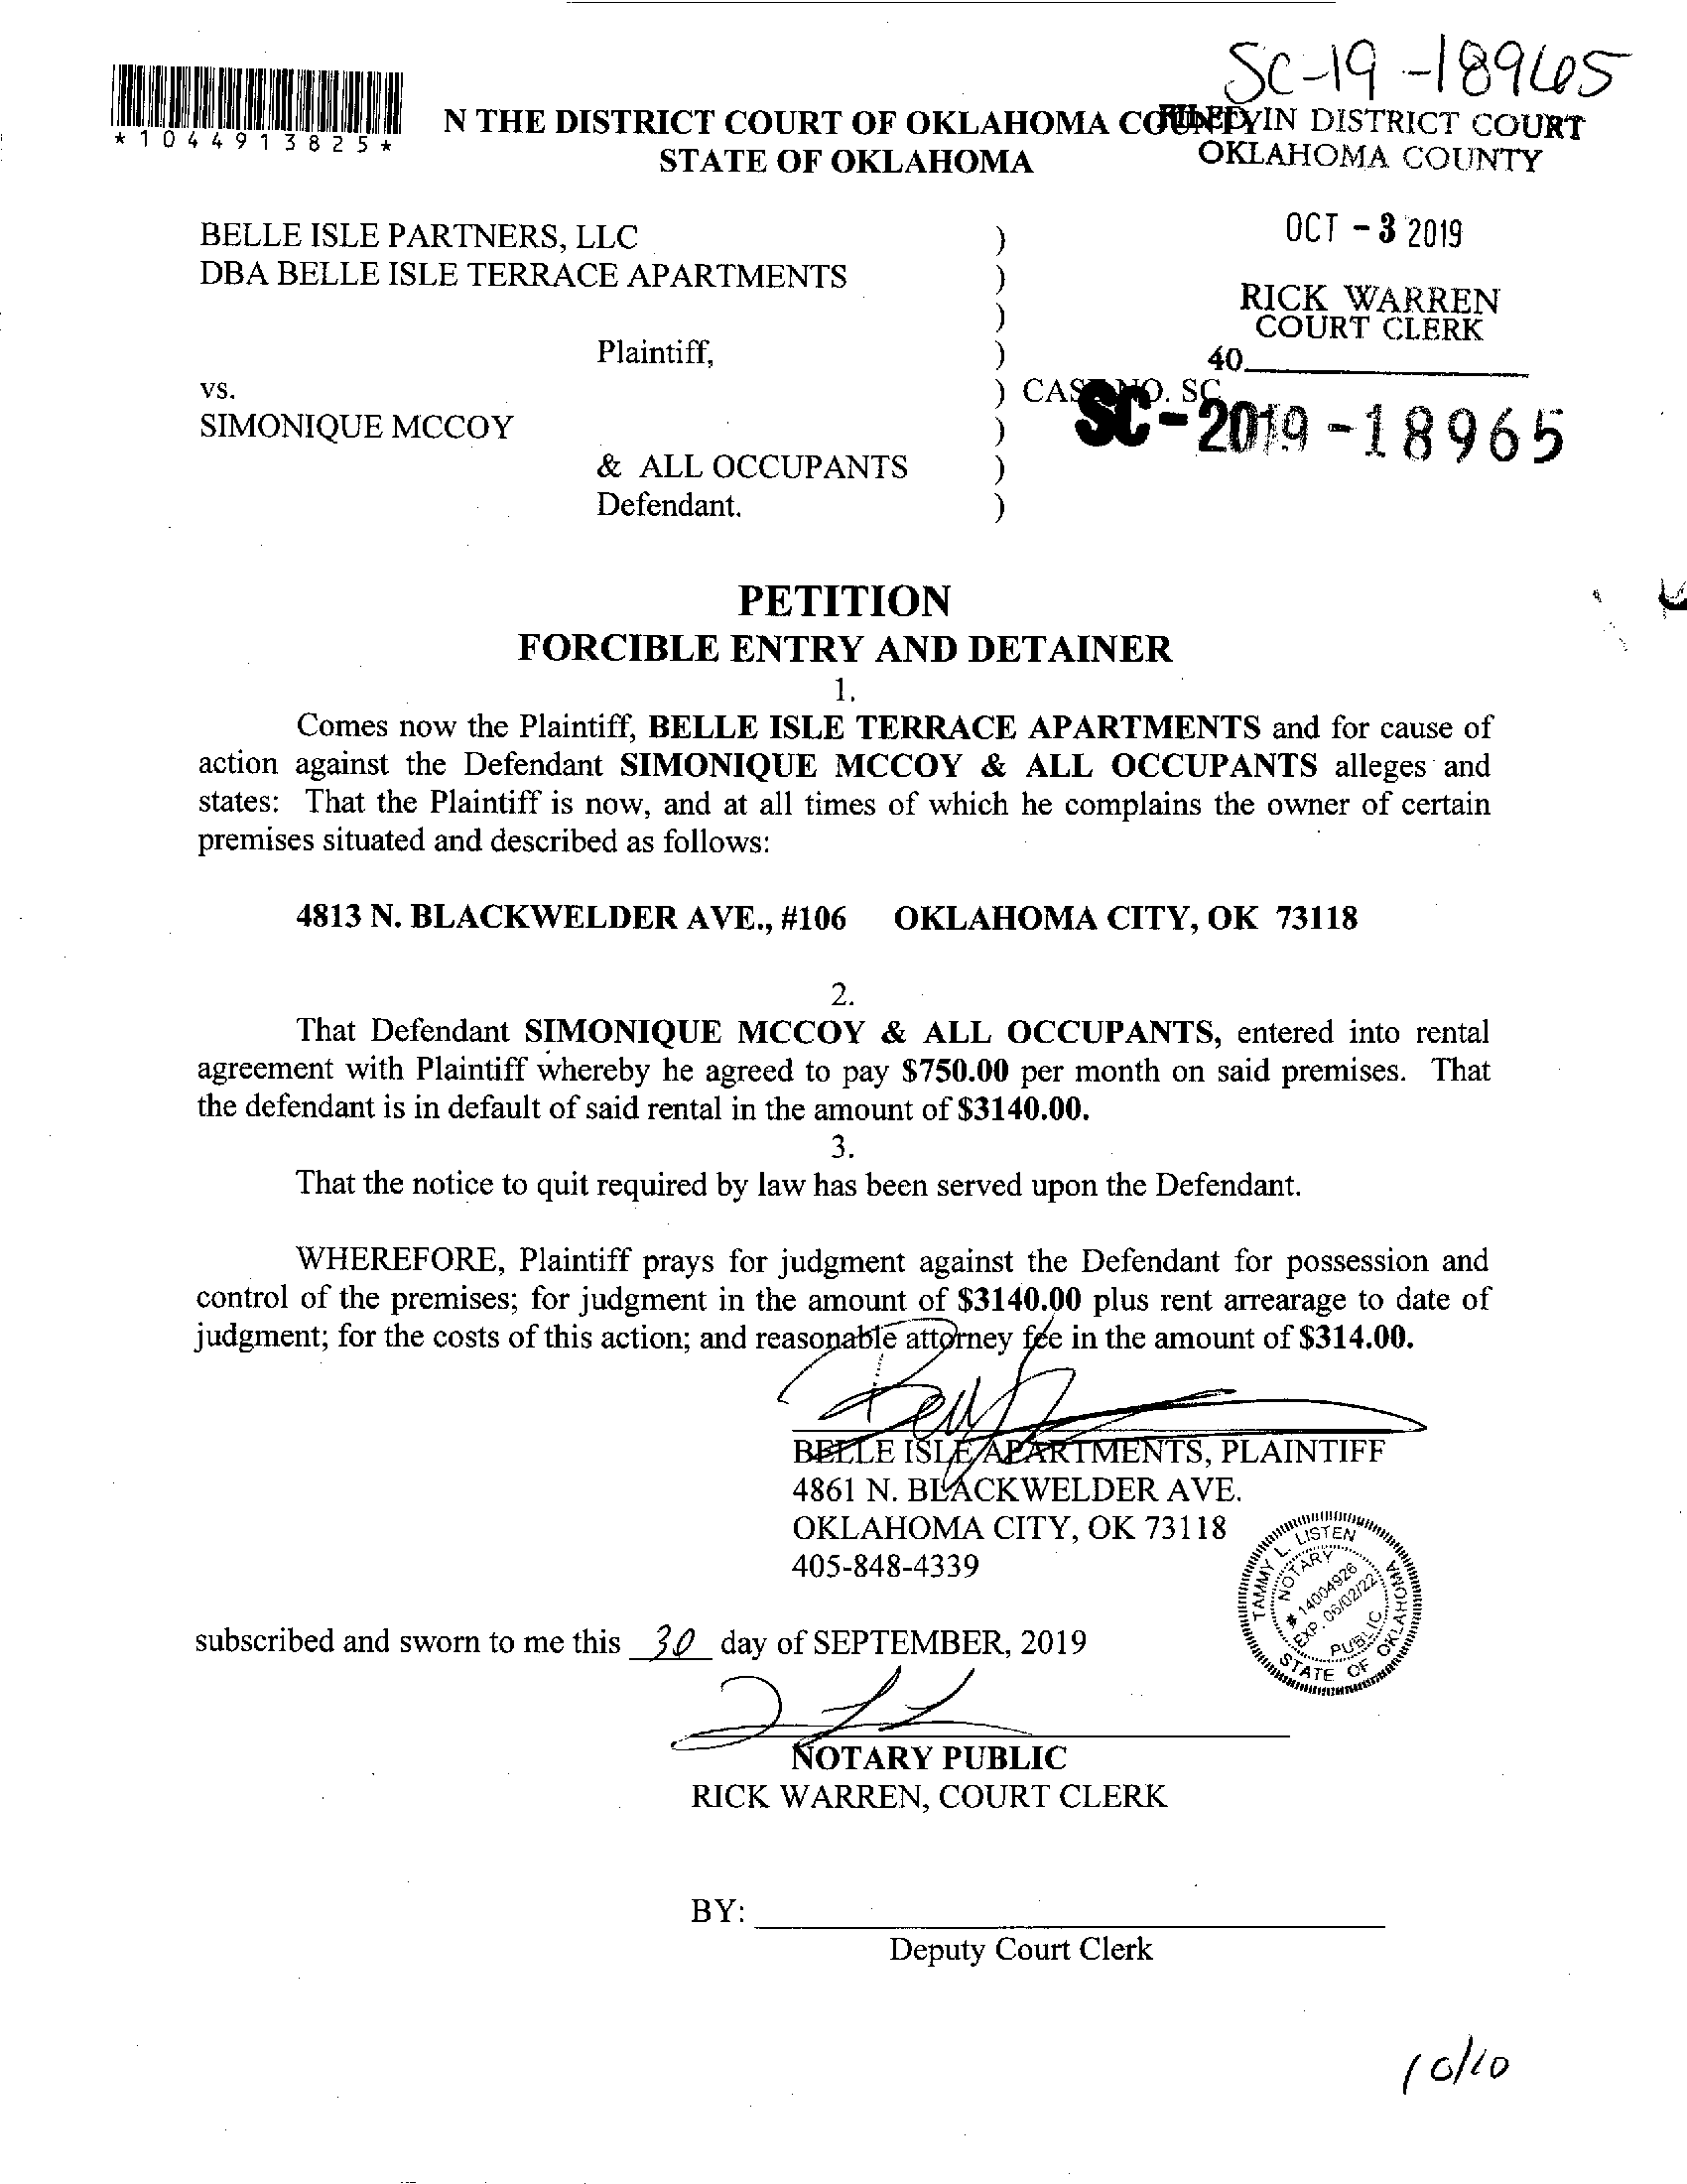 SC-19-18965
*1044913825*
N THE DISTRICT COURT OF OKLAHOMA COUNTY
STATE OF OKLAHOMA
FILED IN DISTRICT COURT
OKLAHOMA COUNTY
OCT - 3 2019
RICK WARREN
COURT CLERK
40
BELLE ISLE PARTNERS, LLC )
DBA BELLE ISLE TERRACE APARTMENTS )
)
Plaintiff, )
vs. ) CASE NO. SC
SC-2019-18965
SIMONIQUE MCCOY )
& ALL OCCUPANTS )
Defendant. )
PETITION
FORCIBLE ENTRY AND DETAINER
1.
Comes now the Plaintiff, BELLE ISLE TERRACE APARTMENTS and for cause of
action against the Defendant SIMONIQUE MCCOY & ALL OCCUPANTS alleges and
states: That the Plaintiff is now, and at all times of which he complains the owner of certain
premises situated and described as follows:
4813 N. BLACKWELDER AVE., #106 OKLAHOMA CITY, OK 73118
2.
That Defendant SIMONIQUE MCCOY & ALL OCCUPANTS, entered into rental
agreement with Plaintiff whereby he agreed to pay $750.00 per month on said premises. That
the defendant is in default of said rental in the amount of $3140.00.
3.
That the notice to quit required by law has been served upon the Defendant.
WHEREFORE, Plaintiff prays for judgment against the Defendant for possession and
control of the premises; for judgment in the amount of $3140.00 plus rent arrearage to date of
judgment; for the costs of this action; and reasonable attorney fee in the amount of $314.00.
BELLE ISLE APARTMENTS, PLAINTIFF
4861 N. BLACKWELDER AVE.
OKLAHOMA CITY, OK 73118
405-848-4339
TAMMY L. LISTEN
NOTARY
# 14004926
EXP. 06/02/22
PUBLIC
STATE OF OKLAHOMA
subscribed and sworn to me this 30 day of SEPTEMBER, 2019
NOTARY PUBLIC
RICK WARREN, COURT CLERK
BY:
Deputy Court Clerk
10/10